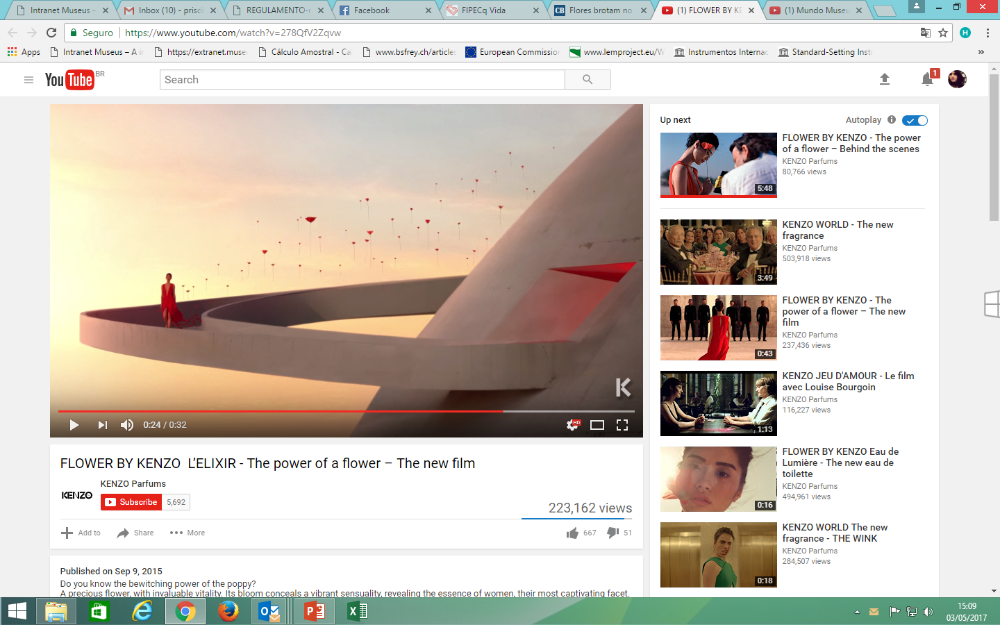 Intranet Museus –
Inbox (10) - prisci
REGULAMENTO-
Facebook
FIPECq Vida
Flores brotam no
(1) FLOWER BY KE
(1) Mundo Museu
Seguro
https://www.youtube.com/watch?v=278QfV2Zqvw
H
Apps
Intranet Museus – A i
https://extranet.muse
Cálculo Amostral - Ca
www.bsfrey.ch/article
European Commissio
www.lemproject.eu/W
Instrumentos Internac
Standard-Setting Inst
»
YouTube BR
Search
1
K
0:24 / 0:32
HD
FLOWER BY KENZO L'ELIXIR - The power of a flower – The new film
KENZO
KENZO Parfums
Subscribe 5,692
223,162 views
Add to
Share
More
667
51
Published on Sep 9, 2015
Do you know the bewitching power of the poppy?
A precious flower, with invaluable vitality. Its bloom conceals a vibrant sensuality, revealing the essence of women, their most captivating facet.
Up next
Autoplay
FLOWER BY KENZO - The power
of a flower – Behind the scenes
KENZO Parfums
80,766 views
5:48
KENZO WORLD - The new
fragrance
KENZO Parfums
503,918 views
3:49
FLOWER BY KENZO - The
power of a flower – The new
film
KENZO Parfums
237,436 views
0:43
KENZO JEU D'AMOUR - Le film
avec Louise Bourgoin
KENZO Parfums
116,227 views
1:13
FLOWER BY KENZO Eau de
Lumière - The new eau de
toilette
KENZO Parfums
494,961 views
0:16
KENZO WORLD The new
fragrance - THE WINK
KENZO Parfums
284,507 views
0:18
15:09
03/05/2017